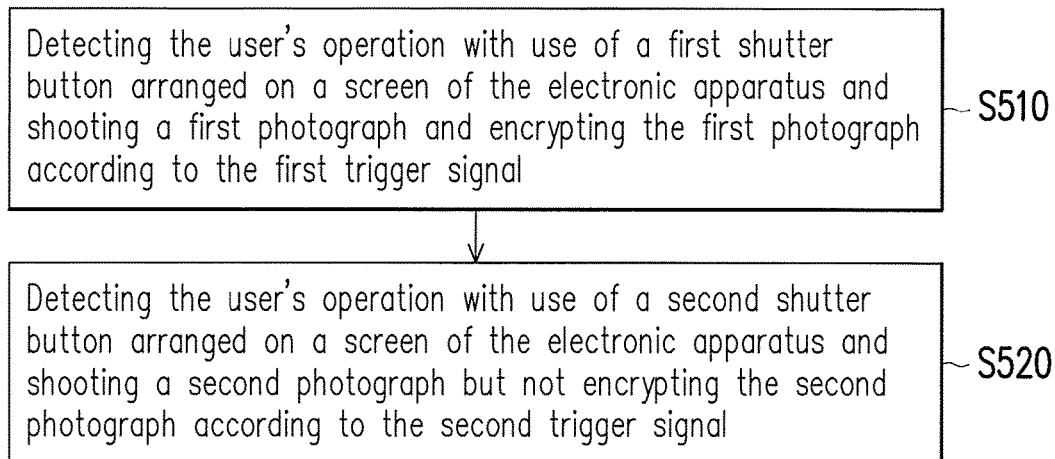 Detecting the user's operation with use of a first shutter
button arranged on a screen of the electronic apparatus and
shooting a first photograph and encrypting the first photograph
according to the first trigger signal
S510
Detecting the user's operation with use of a second shutter
button arranged on a screen of the electronic apparatus and
shooting a second photograph but not encrypting the second
photograph according to the second trigger signal
S520